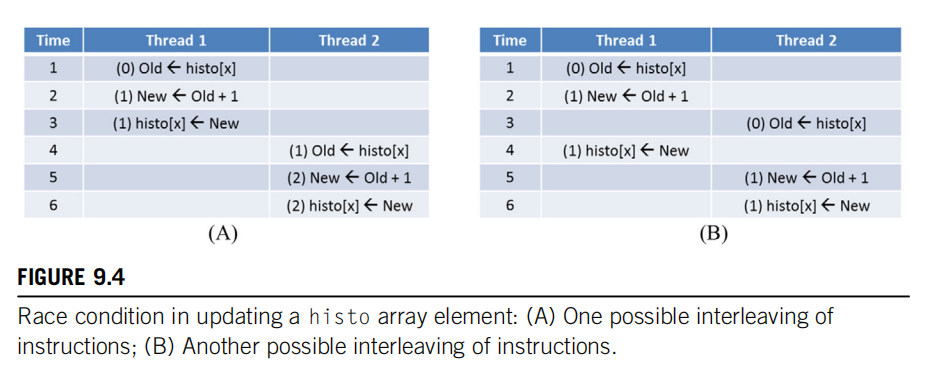 Time Thread 1 Thread 2
1 (0) Old ← histo[x]
2 (1) New ← Old + 1
3 (1) histo[x] ← New
4 (1) Old ← histo[x]
5 (2) New ← Old + 1
6 (2) histo[x] ← New
(A)
Time Thread 1 Thread 2
1 (0) Old ← histo[x]
2 (1) New ← Old + 1
3 (0) Old ← histo[x]
4 (1) histo[x] ← New
5 (1) New ← Old + 1
6 (1) histo[x] ← New
(B)
FIGURE 9.4
Race condition in updating a histo array element: (A) One possible interleaving of
instructions; (B) Another possible interleaving of instructions.